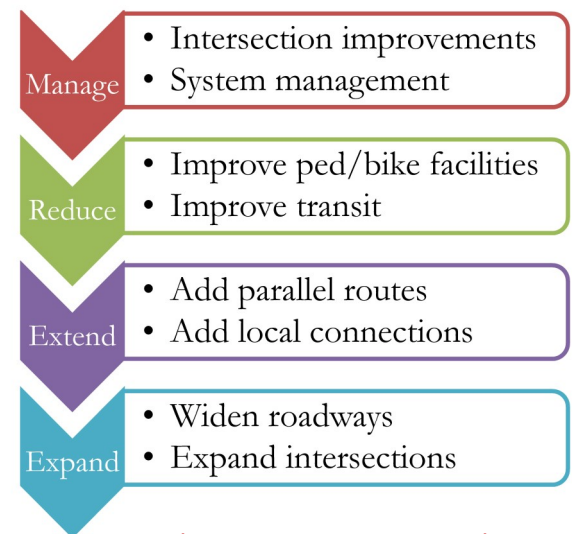 Manage
• Intersection improvements
• System management
Reduce
• Improve ped/bike facilities
• Improve transit
Extend
• Add parallel routes
• Add local connections
Expand
• Widen roadways
• Expand intersections